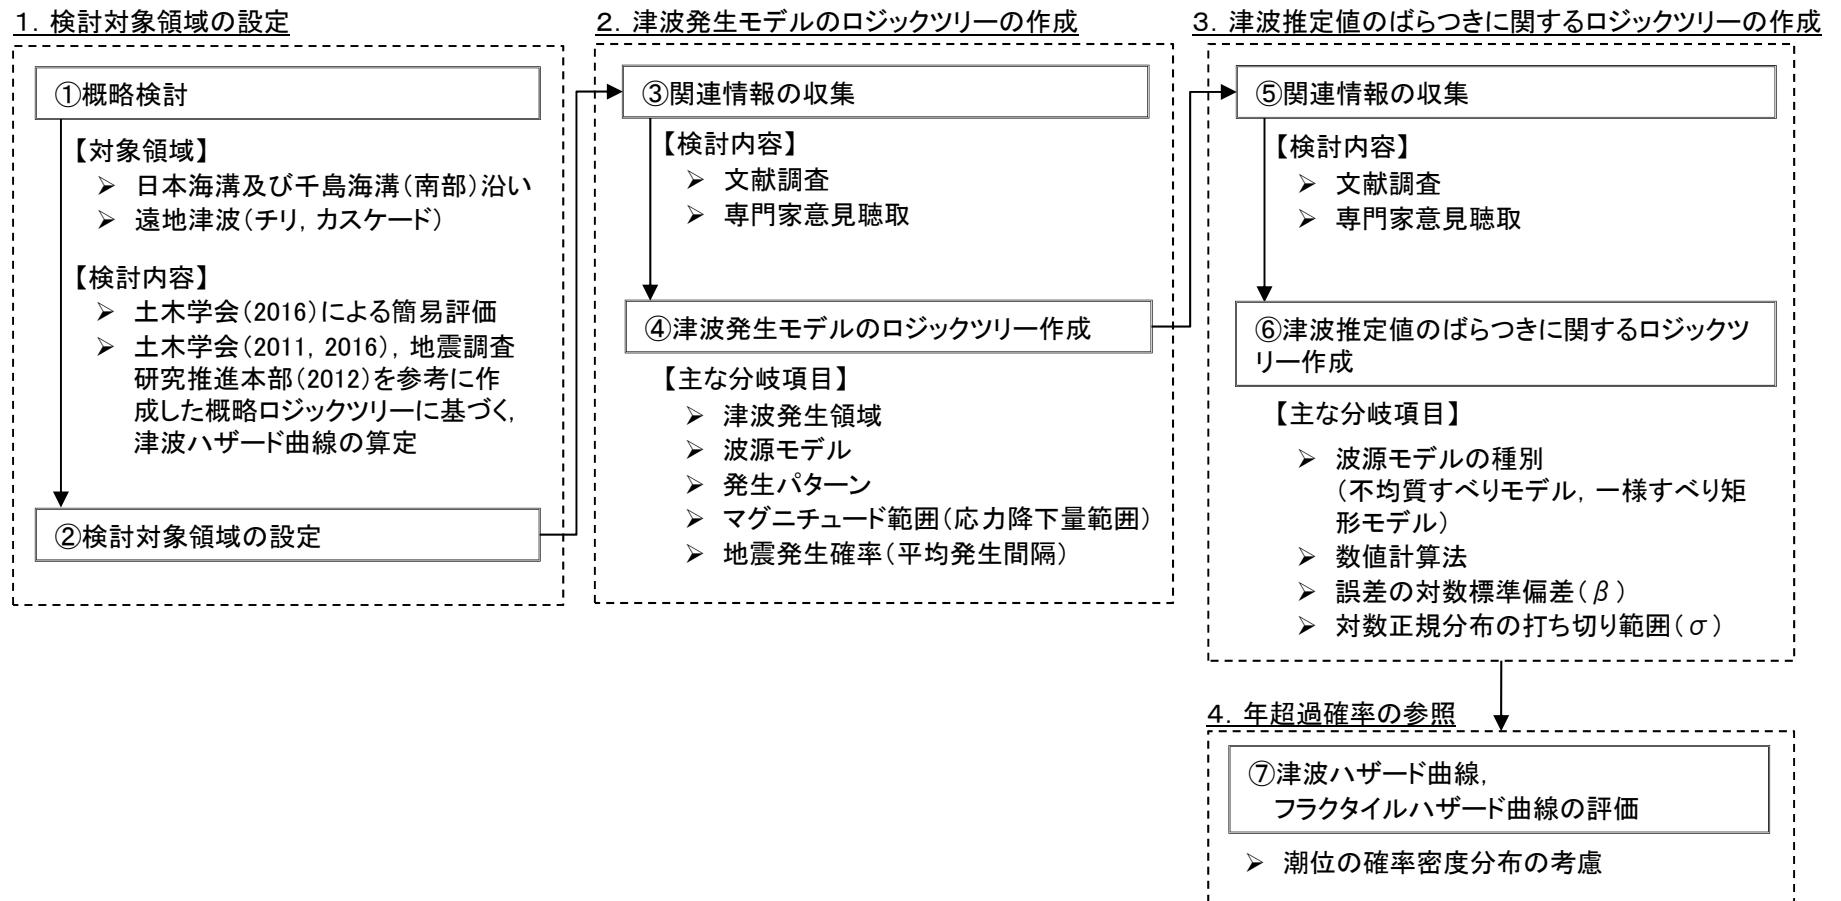 １．検討対象領域の設定
①概略検討
【対象領域】
➢ 日本海溝及び千島海溝（南部）沿い
➢ 遠地津波（チリ，カスケード）
【検討内容】
➢ 土木学会（2016）による簡易評価
➢ 土木学会（2011，2016），地震調査
研究推進本部（2012）を参考に作
成した概略ロジックツリーに基づく，
津波ハザード曲線の算定
②検討対象領域の設定
２．津波発生モデルのロジックツリーの作成
③関連情報の収集
【検討内容】
➢ 文献調査
➢ 専門家意見聴取
④津波発生モデルのロジックツリー作成
【主な分岐項目】
➢ 津波発生領域
➢ 波源モデル
➢ 発生パターン
➢ マグニチュード範囲（応力降下量範囲）
➢ 地震発生確率（平均発生間隔）
３．津波推定値のばらつきに関するロジックツリーの作成
⑤関連情報の収集
【検討内容】
➢ 文献調査
➢ 専門家意見聴取
⑥津波推定値のばらつきに関するロジックツ
リー作成
【主な分岐項目】
➢ 波源モデルの種別
（不均質すべりモデル，一様すべり矩
形モデル）
➢ 数値計算法
➢ 誤差の対数標準偏差（β）
➢ 対数正規分布の打ち切り範囲（σ）
４．年超過確率の参照
⑦津波ハザード曲線，
フラクタイルハザード曲線の評価
➢ 潮位の確率密度分布の考慮